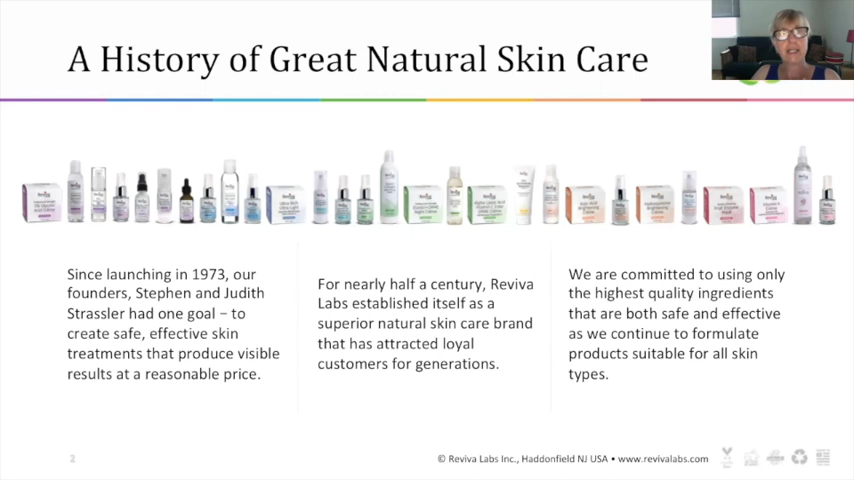 A History of Great Natural Skin Care
Since launching in 1973, our
founders, Stephen and Judith
Strassler had one goal – to
create safe, effective skin
treatments that produce visible
results at a reasonable price.
For nearly half a century, Reviva
Labs established itself as a
superior natural skin care brand
that has attracted loyal
customers for generations.
We are committed to using only
the highest quality ingredients
that are both safe and effective
as we continue to formulate
products suitable for all skin
types.
2
© Reviva Labs Inc., Haddonfield NJ USA • www.revivalabs.com